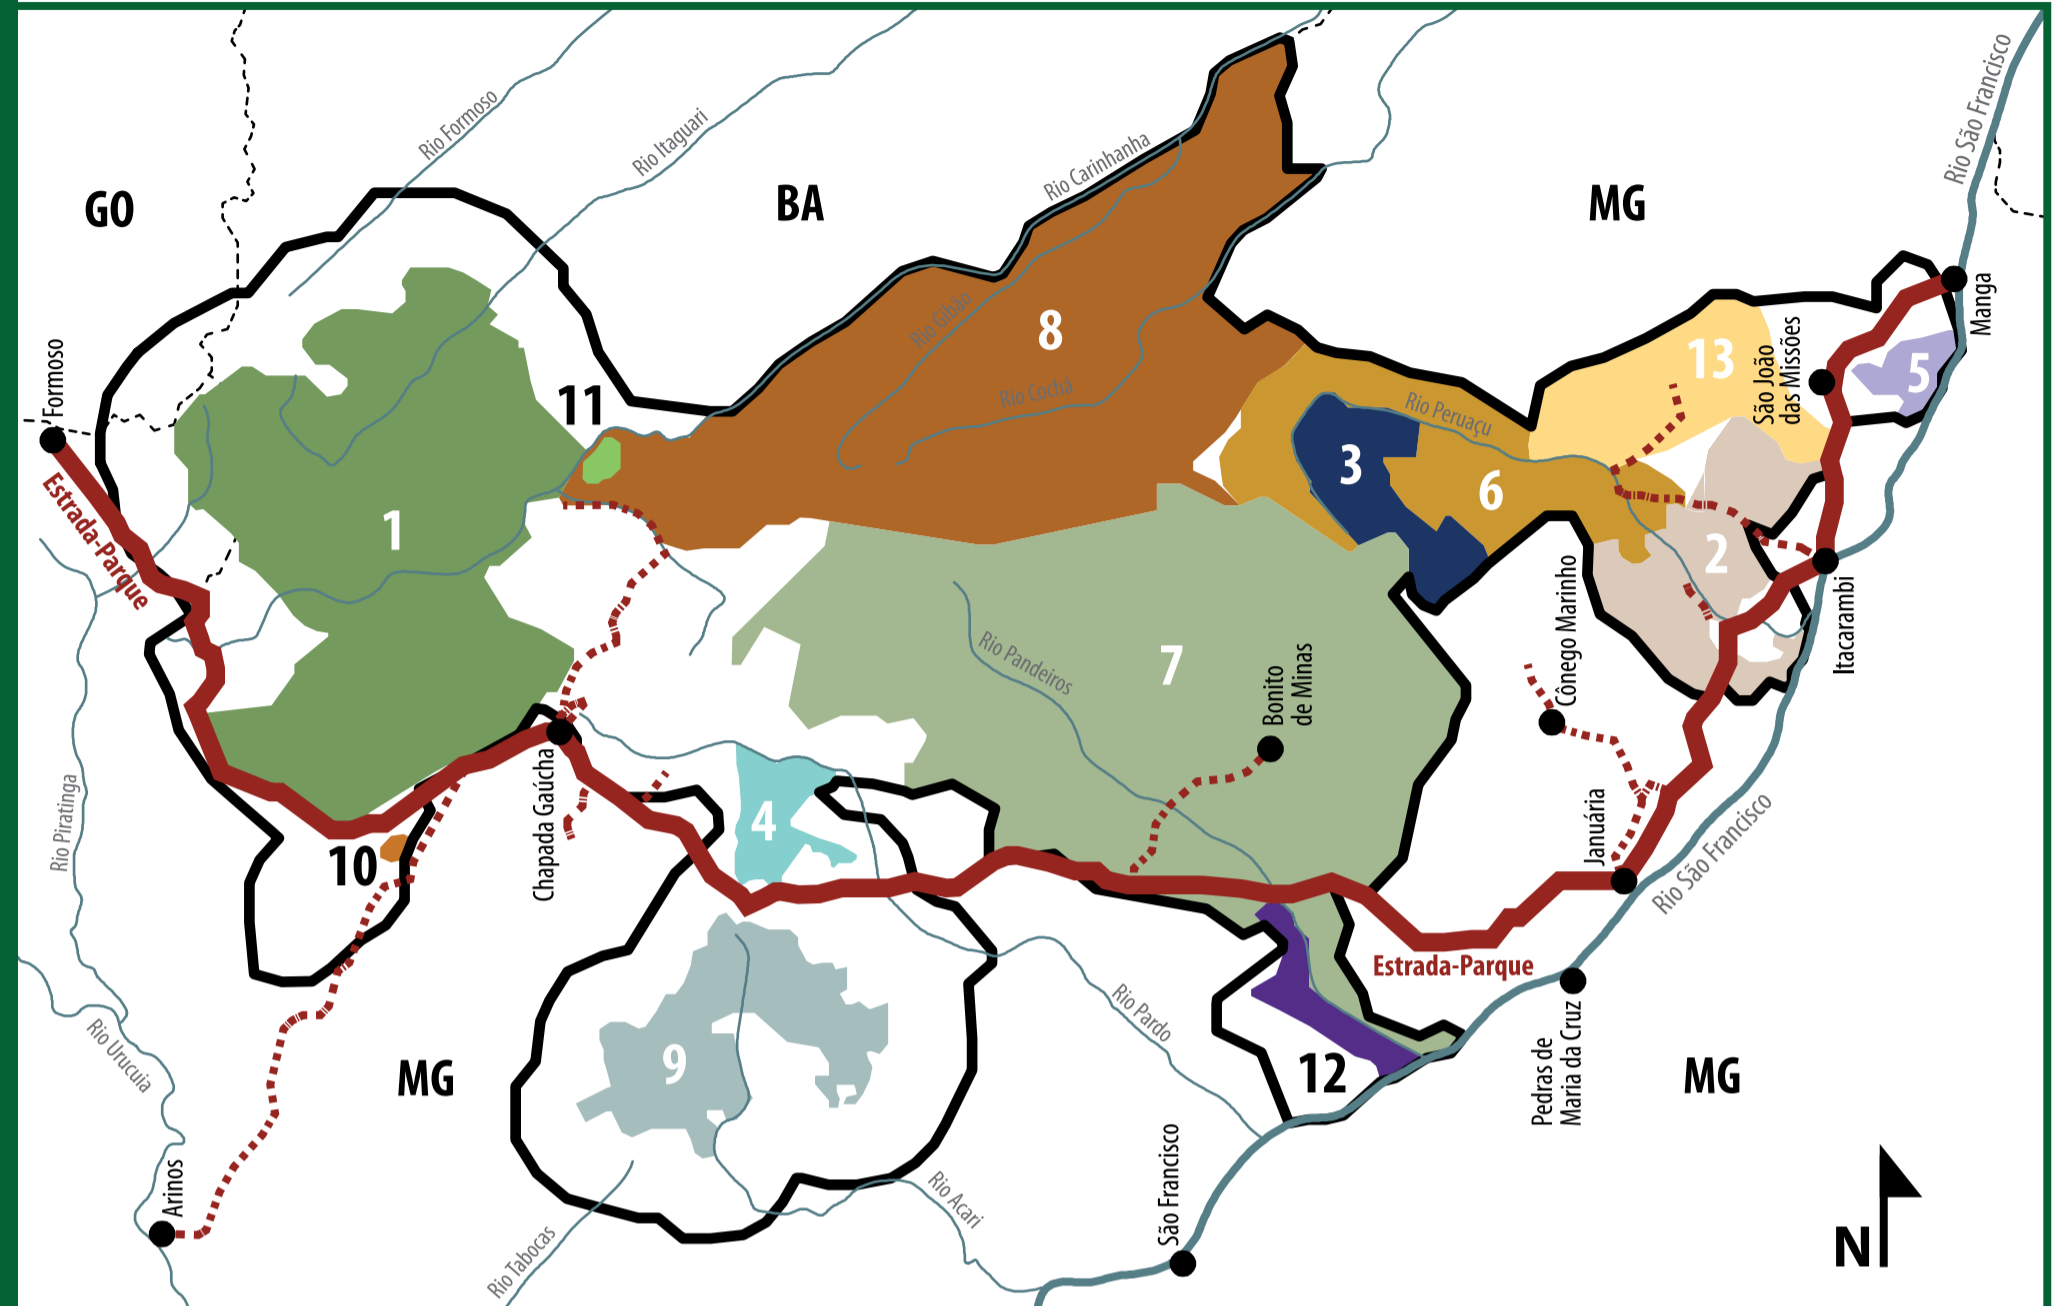 GO
BA
MG
Rio Formoso
Rio Itaguari
Rio Carinhanha
Rio São Francisco
Formoso
Estrada-Parque
1
11
8
Rio Gibão
Rio Cochá
3
Rio Peruaçu
6
13
São João
das Missões
5
Manga
2
Itacarambi
Cônego Marinho
7
Rio Pandeiros
Bonito
de Minas
Chapada Gaúcha
4
10
Rio Piratinga
Januária
Rio São Francisco
Estrada-Parque
Rio Urucuia
MG
9
Rio Pardo
12
Pedras de
Maria da Cruz
MG
Arinos
Rio Tabocas
Rio Acari
São Francisco
N